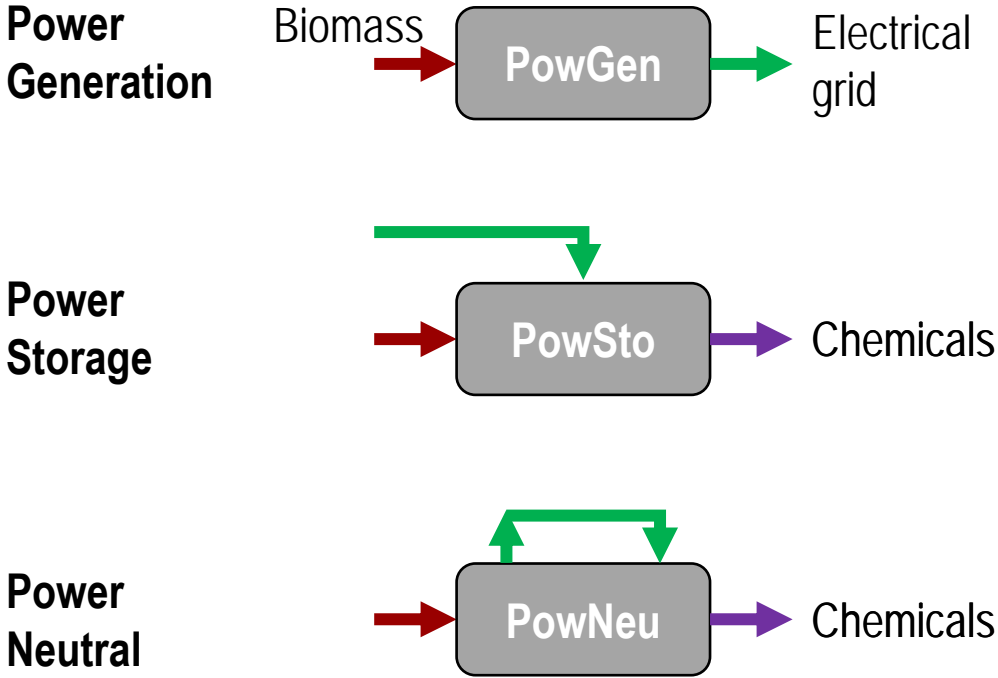 Power
Generation
Biomass
PowGen
Electrical
grid
Power
Storage
PowSto
Chemicals
Power
Neutral
PowNeu
Chemicals